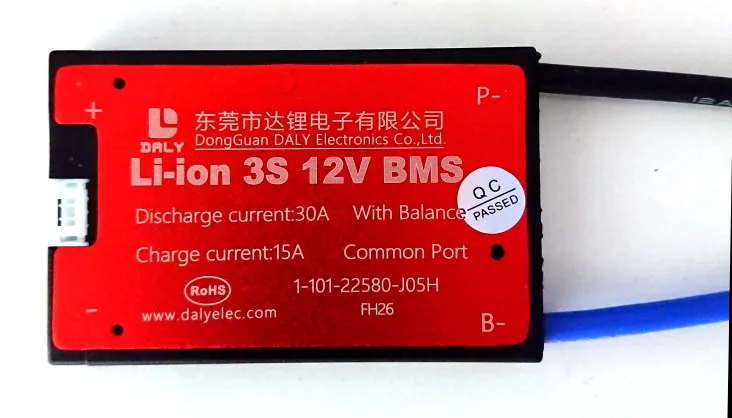 P-
+
东莞市达锂电子有限公司
DALY
DongGuan DALY Electronics Co.,Ltd.
Li-ion 3S 12V BMS
QC
PASSED
Discharge current:30A With Balance
Charge current:15A Common Port
RoHS
1-101-22580-J05H
-
www.dalyelec.com
FH26
B-